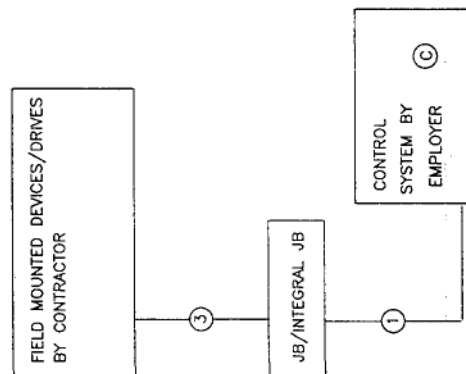 FIELD MOUNTED DEVICES/DRIVES
BY CONTRACTOR
3
JB/INTEGRAL JB
1
CONTROL
SYSTEM BY
EMPLOYER
C